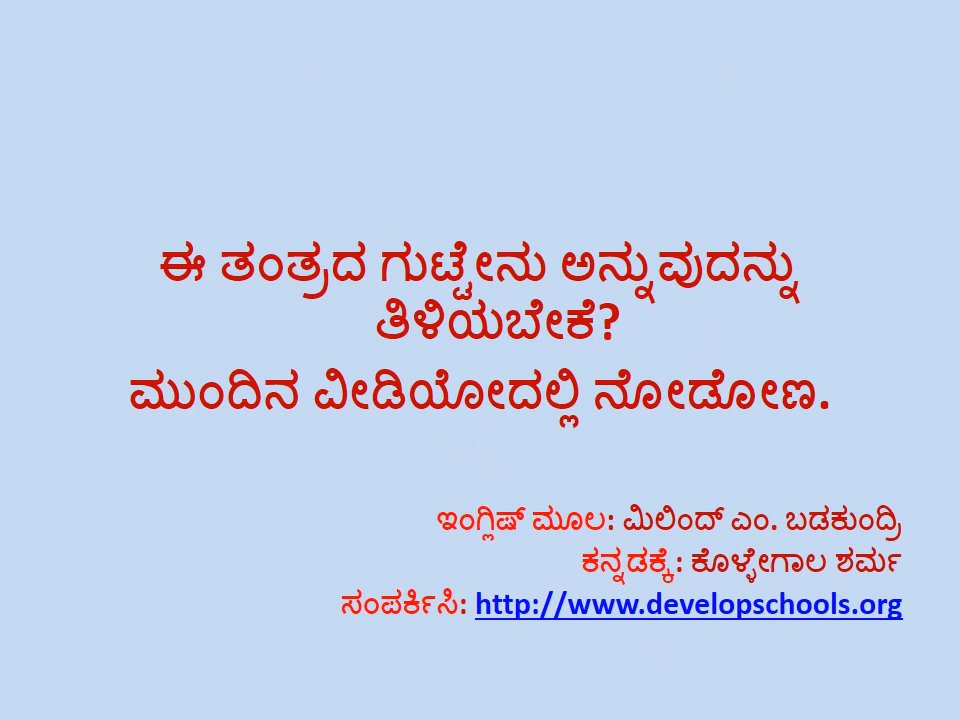 ಈ ತಂತ್ರದ ಗುಟ್ಟೇನು ಅನ್ನುವುದನ್ನು
ತಿಳಿಯಬೇಕೆ?
ಮುಂದಿನ ವೀಡಿಯೋದಲ್ಲಿ ನೋಡೋಣ.
ಇಂಗ್ಲಿಷ್ ಮೂಲ: ಮಿಲಿಂದ್ ಎಂ. ಬಡಕುಂದ್ರಿ
ಕನ್ನಡಕ್ಕೆ: ಕೊಳ್ಳೇಗಾಲ ಶರ್ಮ
ಸಂಪರ್ಕಿಸಿ: http://www.developschools.org